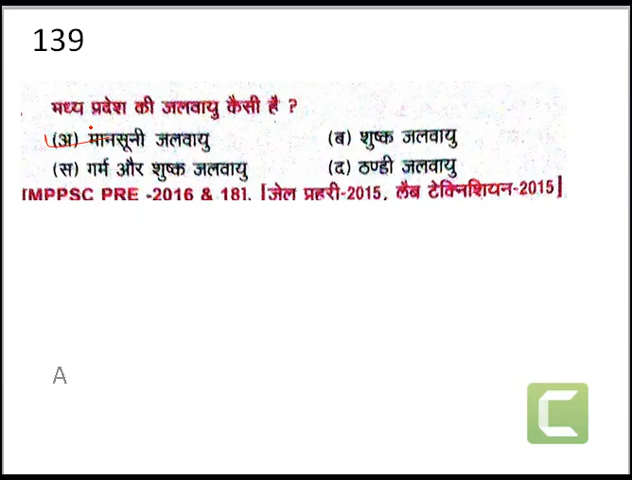 139
मध्य प्रदेश की जलवायु कैसी है ?
(अ) मानसूनी जलवायु (ब) शुष्क जलवायु
(स) गर्म और शुष्क जलवायु (द) ठण्डी जलवायु
[MPPSC PRE -2016 & 18], [जेल प्रहरी-2015, लैब टेक्निशियन-2015]
A